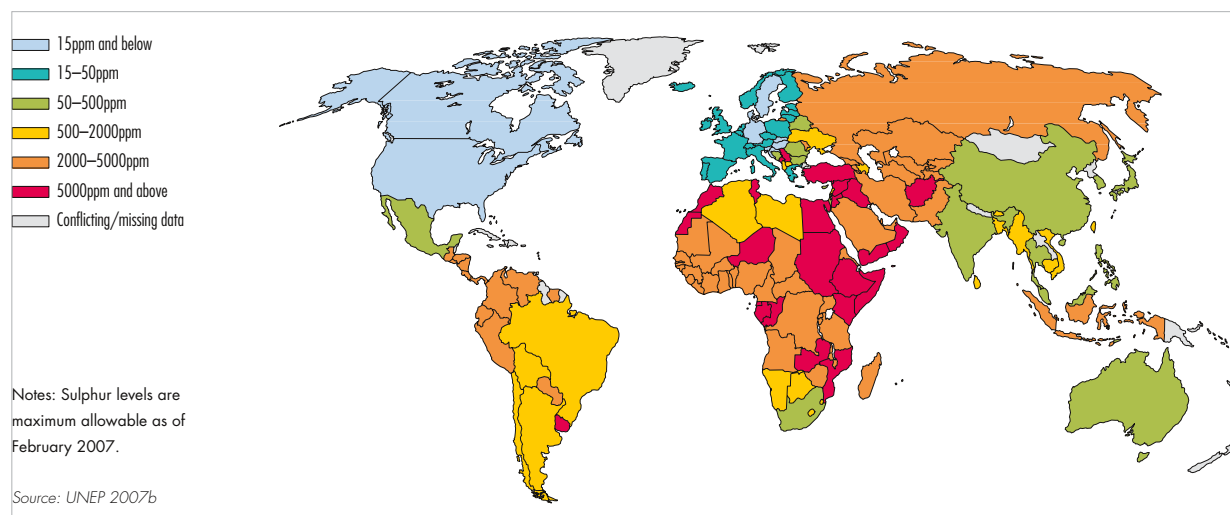 15ppm and below
15–50ppm
50–500ppm
500–2000ppm
2000–5000ppm
5000ppm and above
Conflicting/missing data
Notes: Sulphur levels are
maximum allowable as of
February 2007.
Source: UNEP 2007b